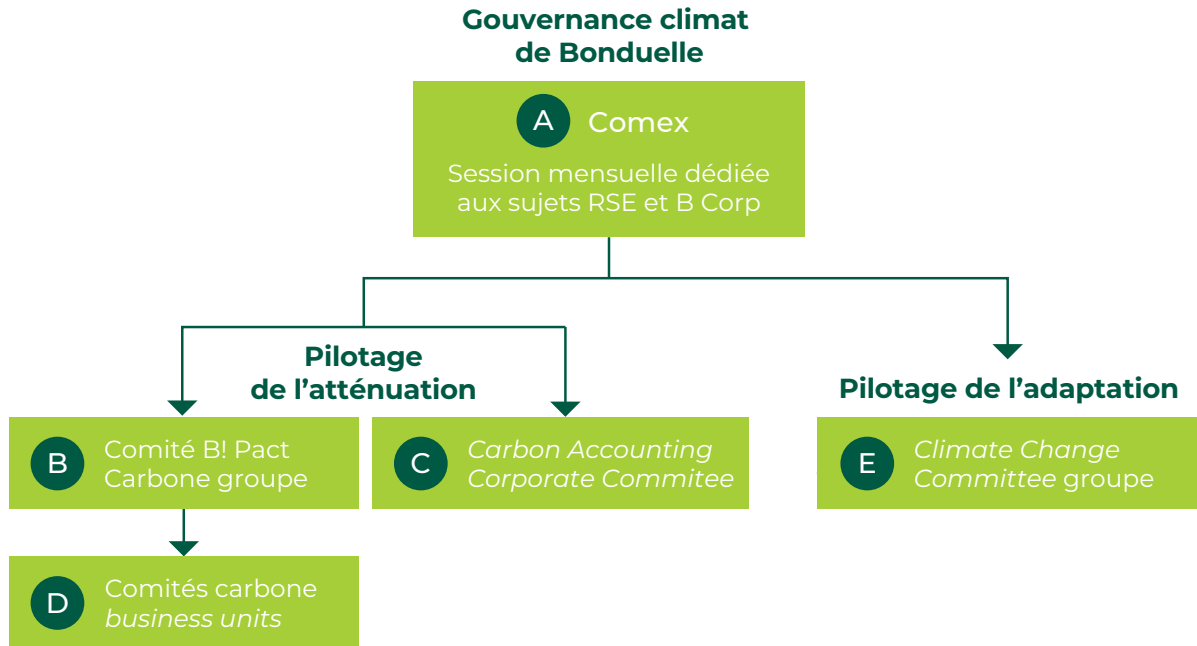 Gouvernance climat
de Bonduelle
A Comex
Session mensuelle dédiée
aux sujets RSE et B Corp
Pilotage
de l'atténuation
Pilotage de l'adaptation
B Comité B! Pact
Carbone groupe
C Carbon Accounting
Corporate Commitee
E Climate Change
Committee groupe
D Comités carbone
business units